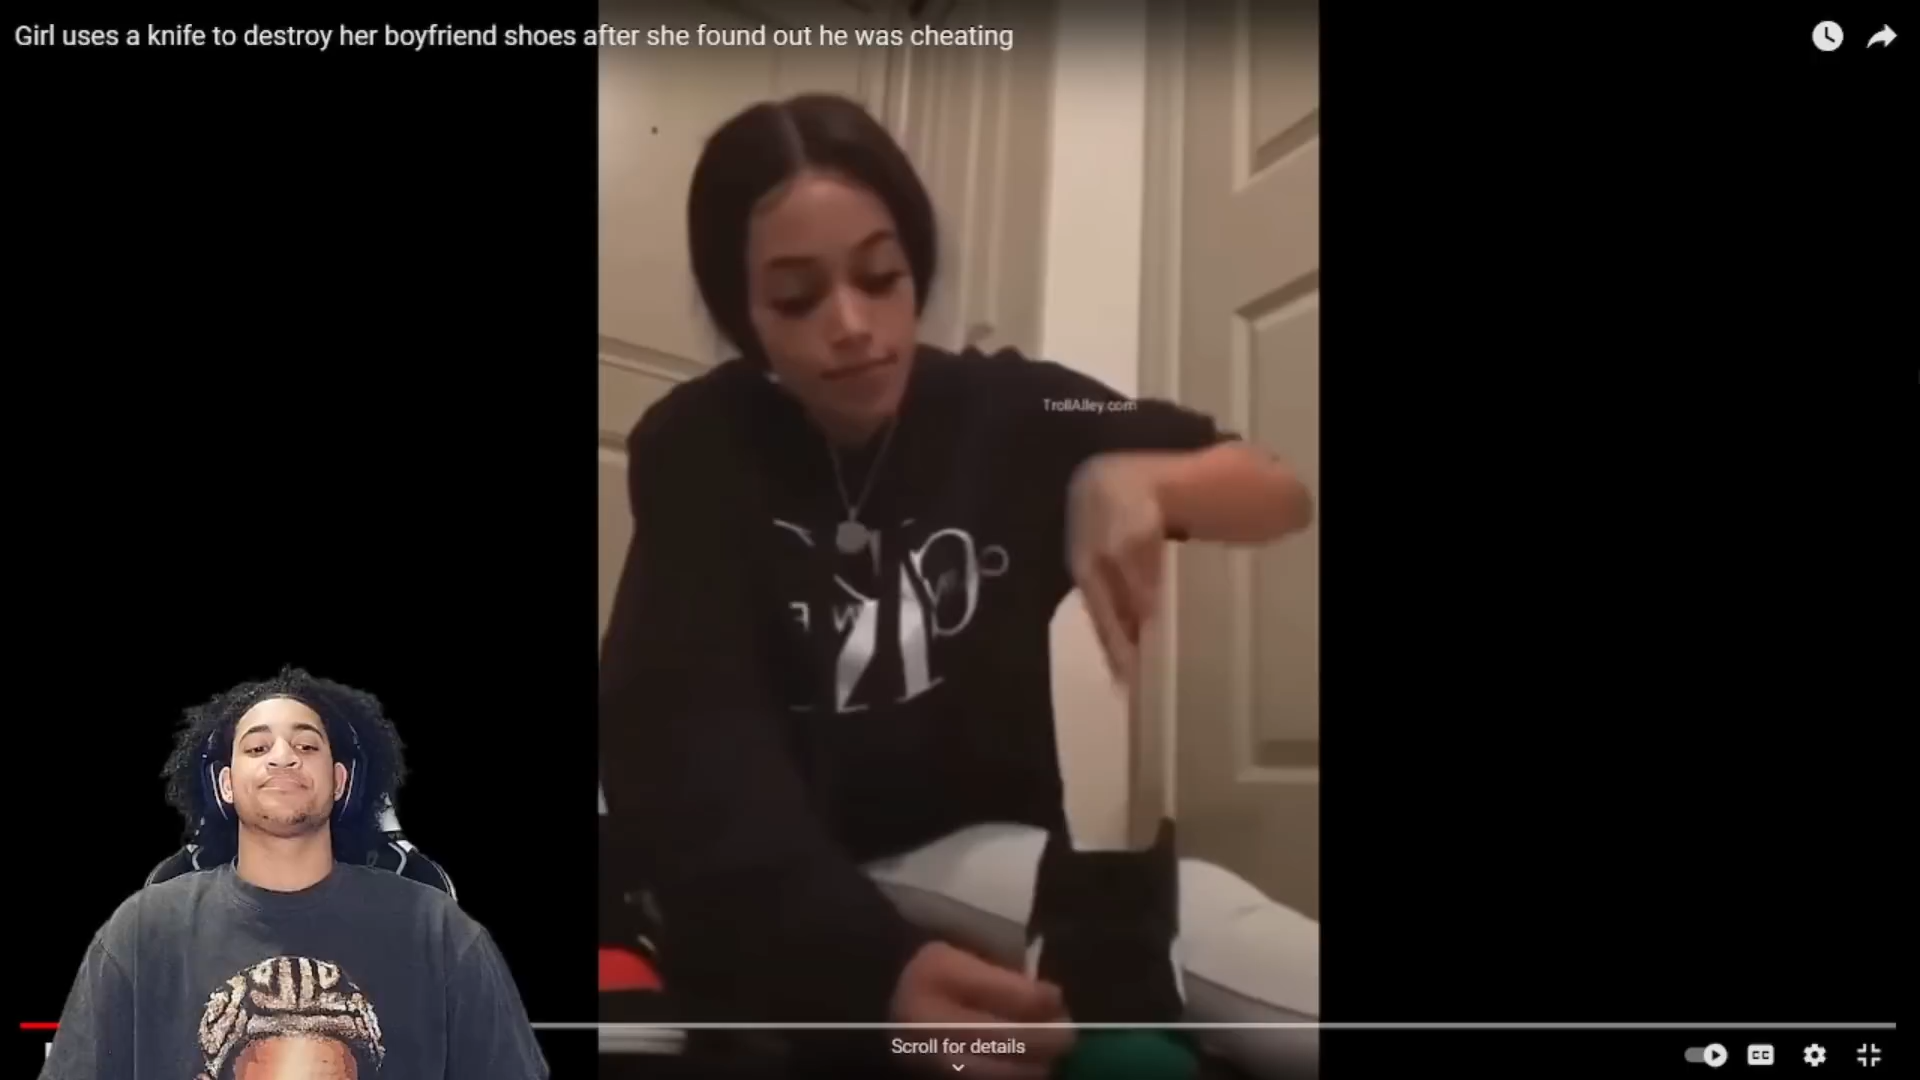 Girl uses a knife to destroy her boyfriend shoes after she found out he was cheating
TrollAlley.com
Scroll for details
CC